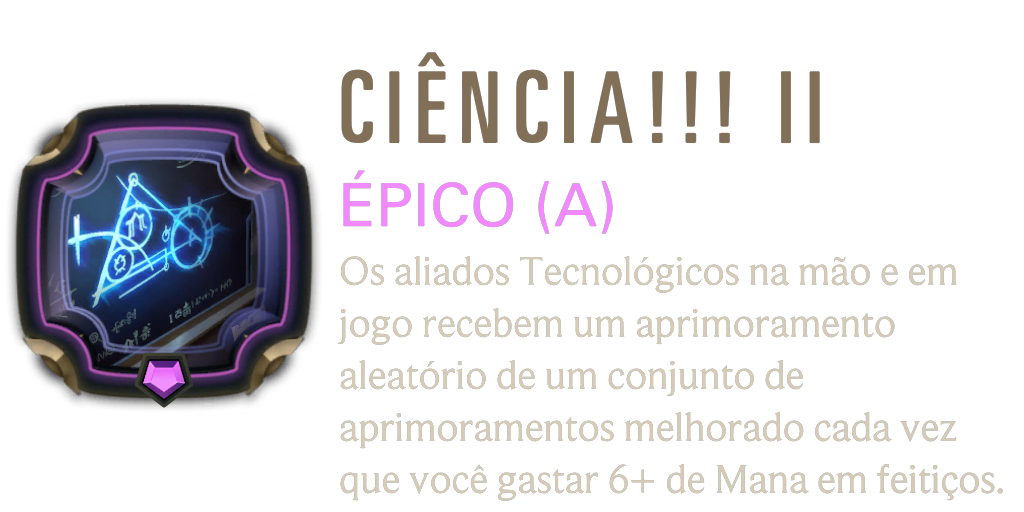 CIÊNCIA!!! II
ÉPICO (A)
Os aliados Tecnológicos na mão e em
jogo recebem um aprimoramento
aleatório de um conjunto de
aprimoramentos melhorado cada vez
que você gastar 6+ de Mana em feitiços.